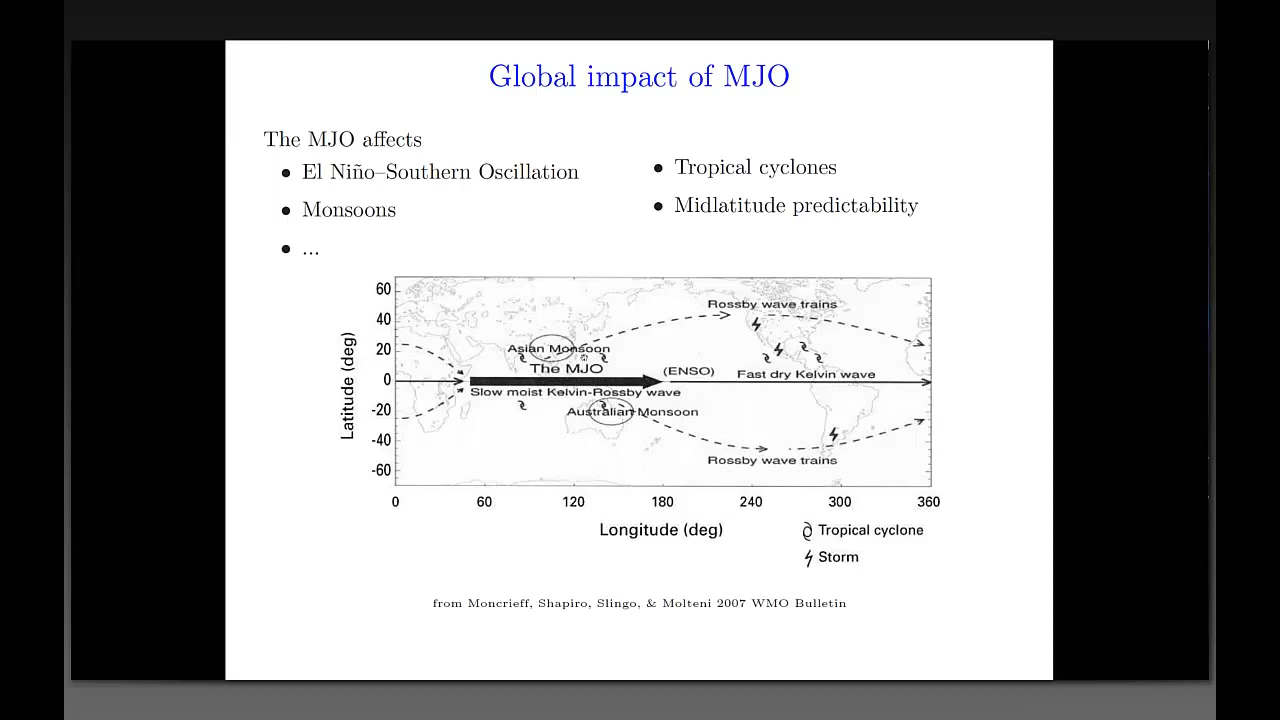 Global impact of MJO
The MJO affects
• El Niño–Southern Oscillation
• Monsoons
• ...
• Tropical cyclones
• Midlatitude predictability
Latitude (deg)
60
40
20
0
-20
-40
-60
Rossby wave trains
Asian Monsoon
The MJO
(ENSO)
Fast dry Kelvin wave
Slow moist Kelvin-Rossby wave
Australian Monsoon
Rossby wave trains
0 60 120 180 240 300 360
Longitude (deg)
Tropical cyclone
Storm
from Moncrieff, Shapiro, Slingo, & Molteni 2007 WMO Bulletin